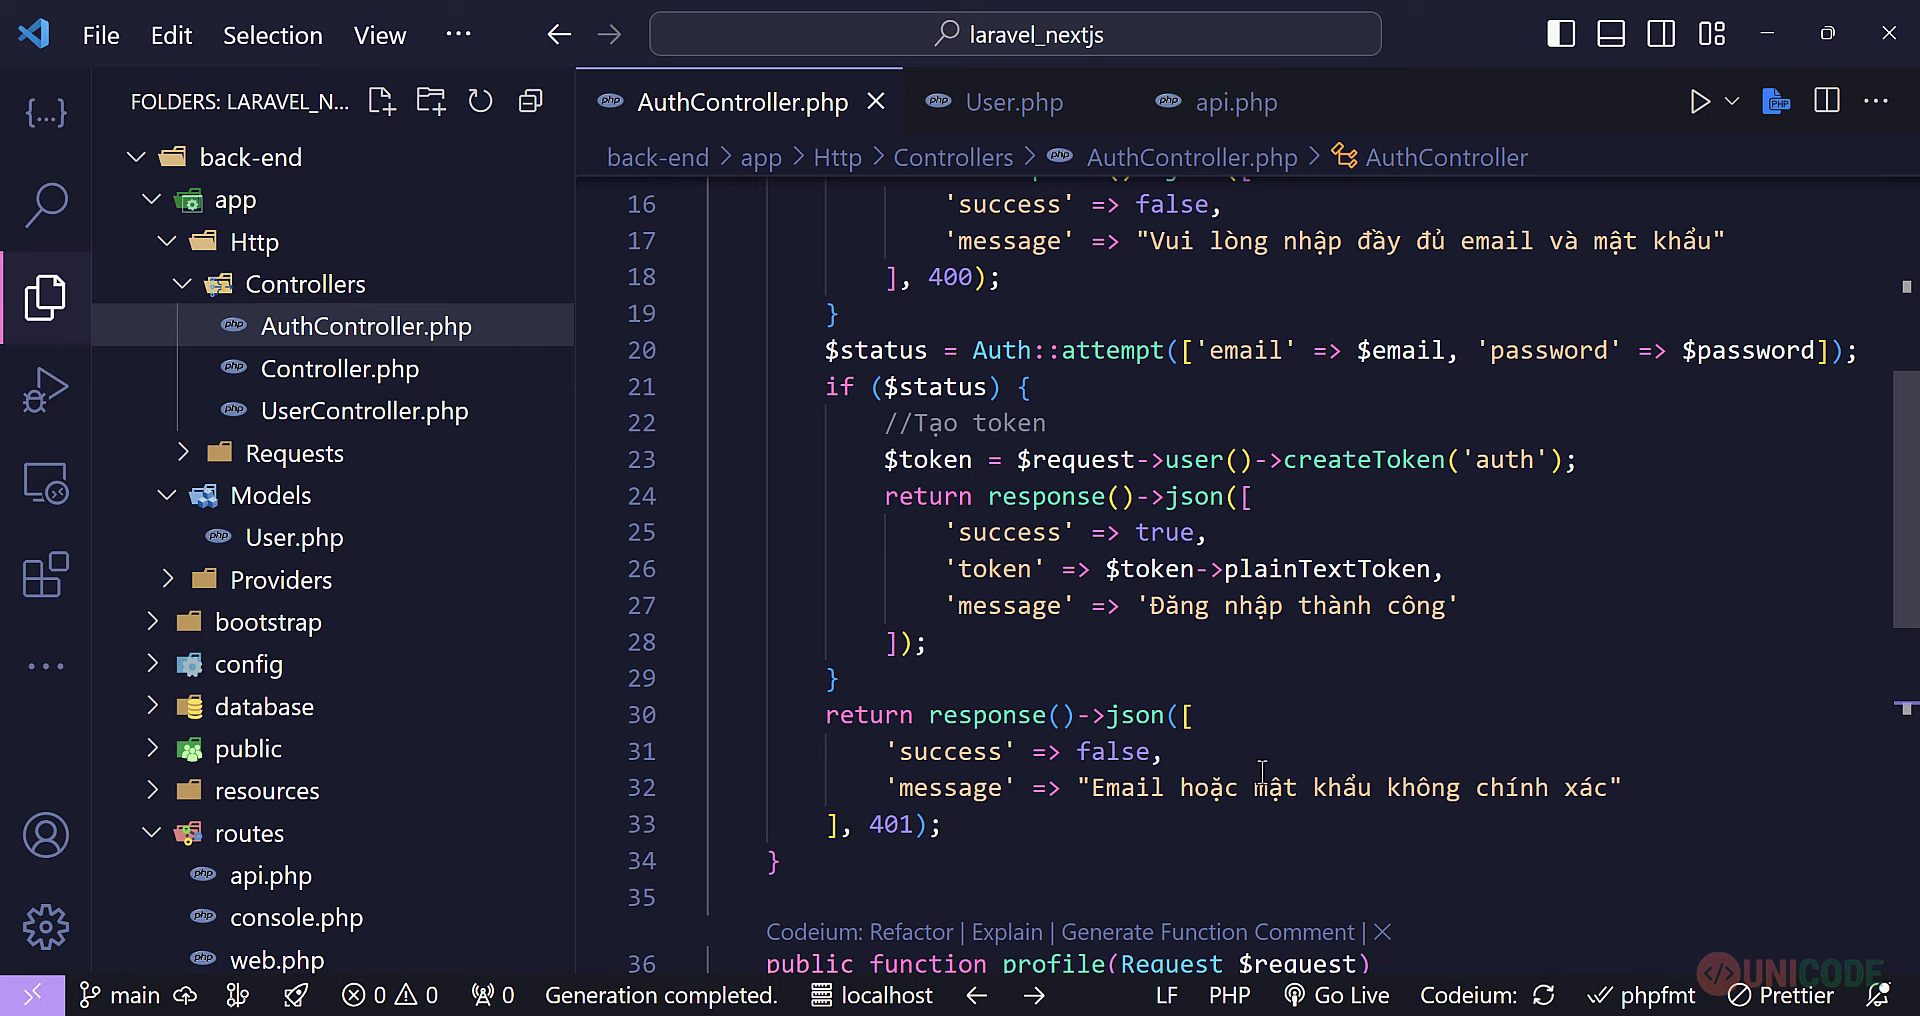 File Edit Selection View ··· laravel_nextjs
FOLDERS: LARAVEL_N...
back-end
app
Http
Controllers
AuthController.php
Controller.php
UserController.php
Requests
Models
User.php
Providers
bootstrap
config
database
public
resources
routes
api.php
console.php
web.php
AuthController.php User.php api.php
back-end > app > Http > Controllers > AuthController.php > AuthController
16 'success' => false,
17 'message' => "Vui lòng nhập đầy đủ email và mật khẩu"
18 ], 400);
19 }
20 $status = Auth::attempt(['email' => $email, 'password' => $password]);
21 if ($status) {
22 //Tạo token
23 $token = $request->user()->createToken('auth');
24 return response()->json([
25 'success' => true,
26 'token' => $token->plainTextToken,
27 'message' => 'Đăng nhập thành công'
28 ]);
29 }
30 return response()->json([
31 'success' => false,
32 'message' => "Email hoặc mật khẩu không chính xác"
33 ], 401);
34 }
35
Codeium: Refactor | Explain | Generate Function Comment | ×
36 public function profile(Request $request)
main 0 0 0 Generation completed. localhost LF PHP Go Live Codeium: phpfmt Prettier
UNICODE